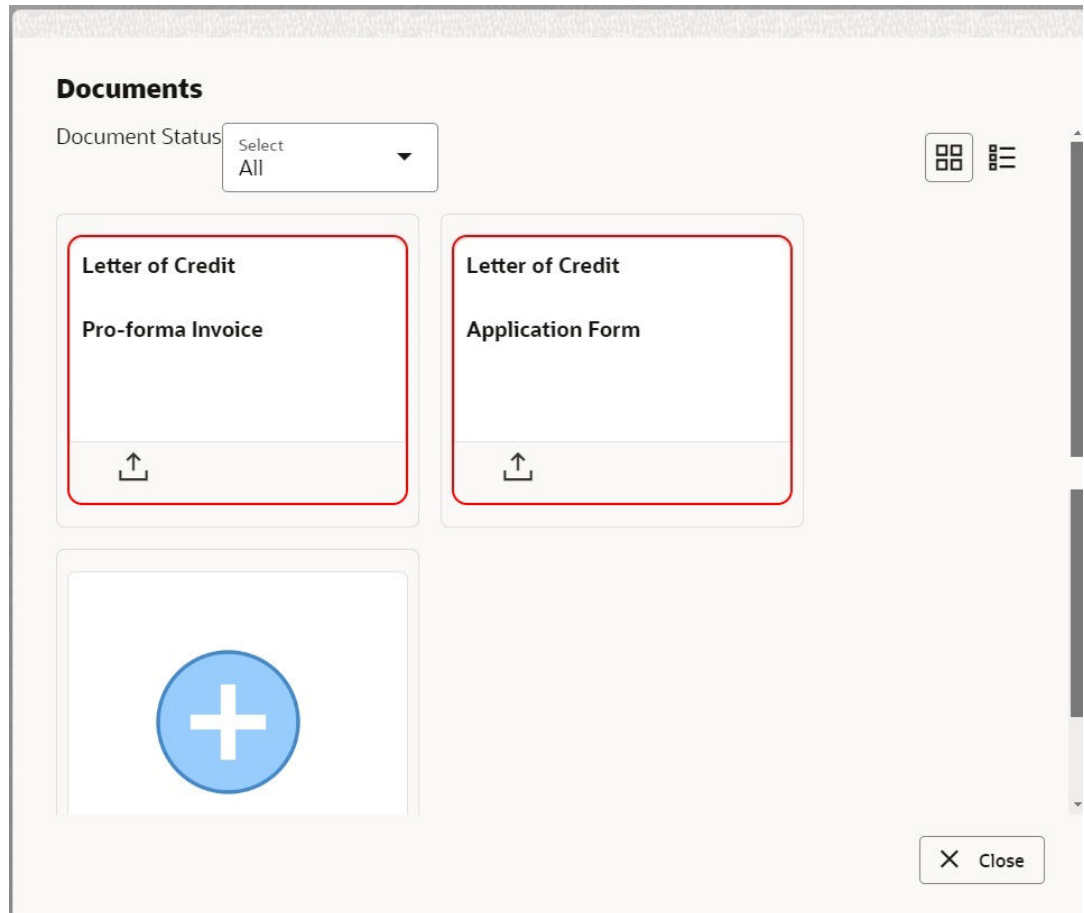 Documents
Document Status
Select
All
Letter of Credit
Pro-forma Invoice
Letter of Credit
Application Form
Close